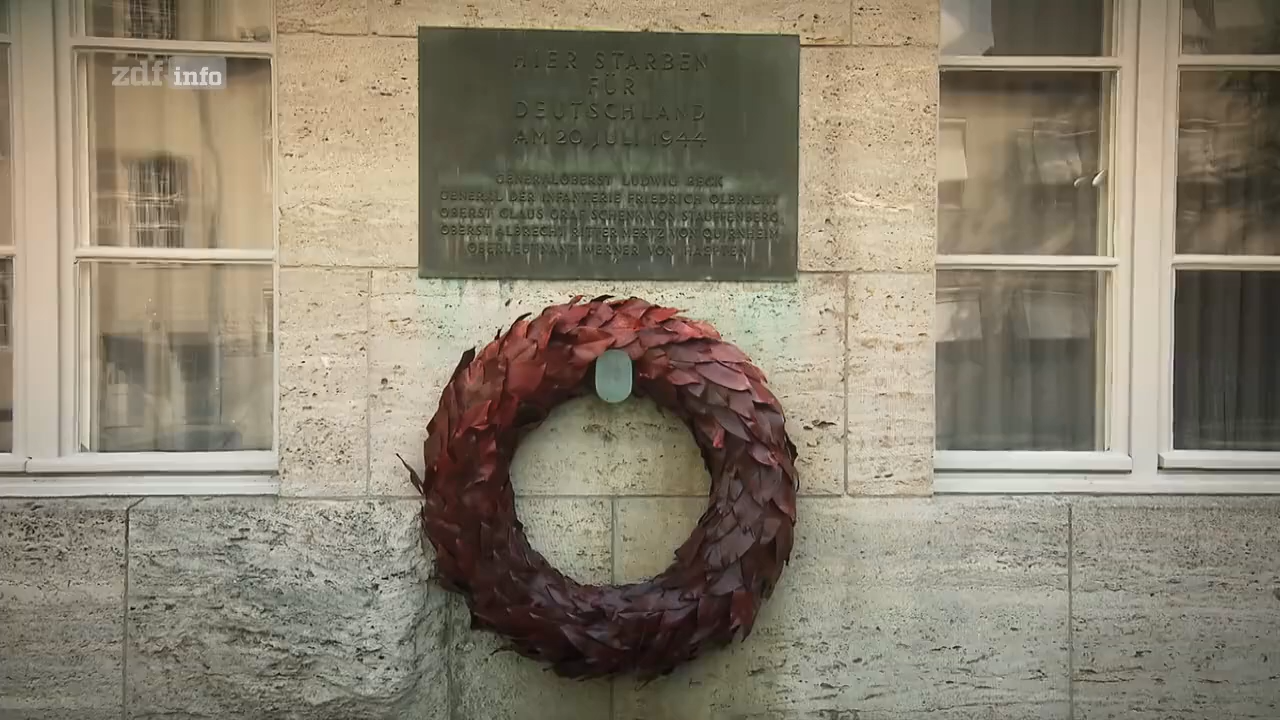 zdf info
HIER STARBEN
FÜR
DEUTSCHLAND
AM 20. JULI 1944
GENERALOBERST LUDWIG BECK
GENERAL DER INFANTERIE FRIEDRICH OLBRICHT
OBERST CLAUS GRAF SCHENK VON STAUFFENBERG
OBERST ALBRECHT RITTER MERTZ VON QUIRNHEIM
OBERLEUTNANT WERNER VON HAEFTEN